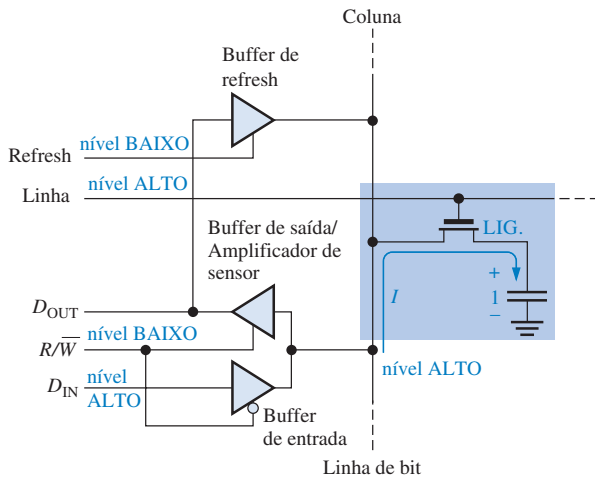 Coluna
Buffer de
refresh
nível BAIXO
Refresh
nível ALTO
Linha
LIG.
Buffer de saída/
Amplificador de
sensor
+
1
–
I
D_OUT
nível BAIXO
R/W̅
nível ALTO
D_IN
nível
ALTO
Buffer
de entrada
Linha de bit